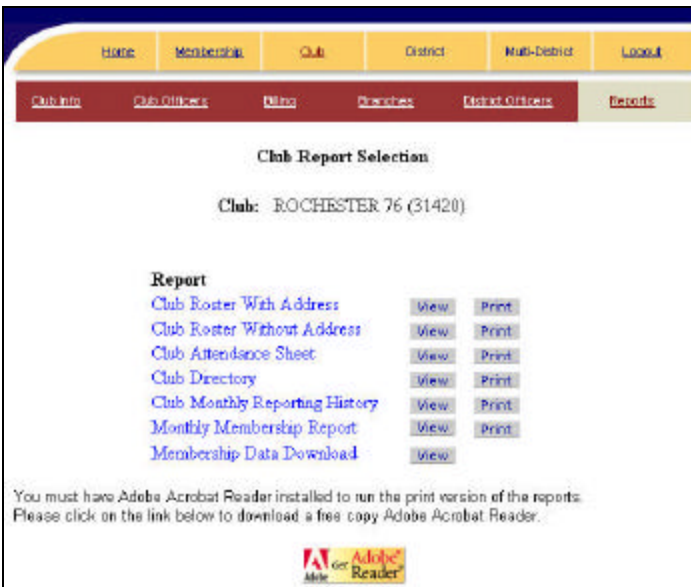 Home Membership Club District Multi-District Logout
Club Info Club Officers Billing Branches District Officers Reports
Club Report Selection
Club: ROCHESTER 76 (31420)
Report
Club Roster With Address View Print
Club Roster Without Address View Print
Club Attendance Sheet View Print
Club Directory View Print
Club Monthly Reporting History View Print
Monthly Membership Report View Print
Membership Data Download View
You must have Adobe Acrobat Reader installed to run the print version of the reports.
Please click on the link below to download a free copy Adobe Acrobat Reader.
Adobe Get Adobe® Reader®